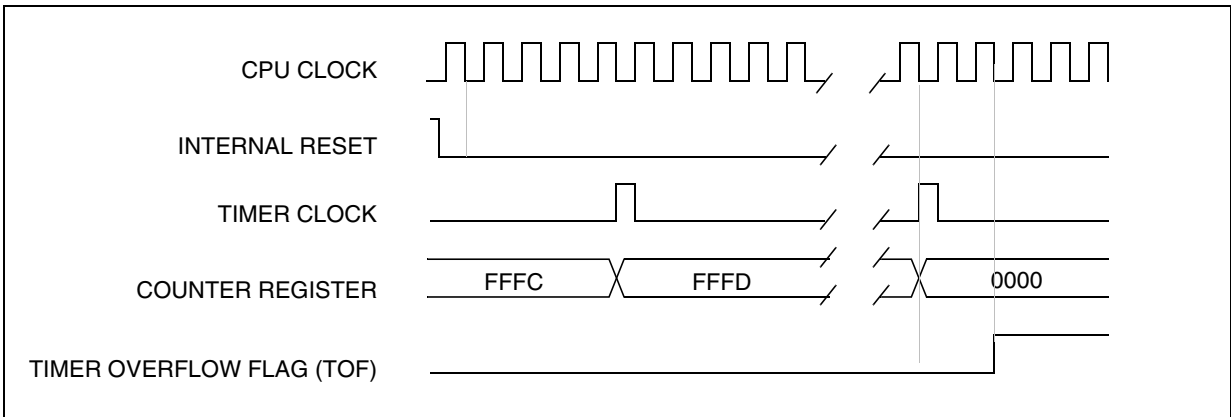 CPU CLOCK
INTERNAL RESET
TIMER CLOCK
COUNTER REGISTER FFFC FFFD 0000
TIMER OVERFLOW FLAG (TOF)